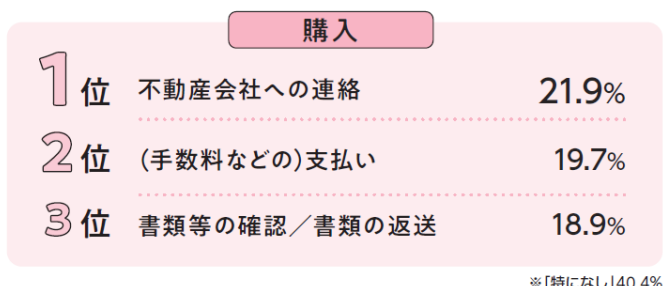 購入
1位 不動産会社への連絡 21.9%
2位 (手数料などの)支払い 19.7%
3位 書類等の確認／書類の返送 18.9%
※「特になし」40.4%